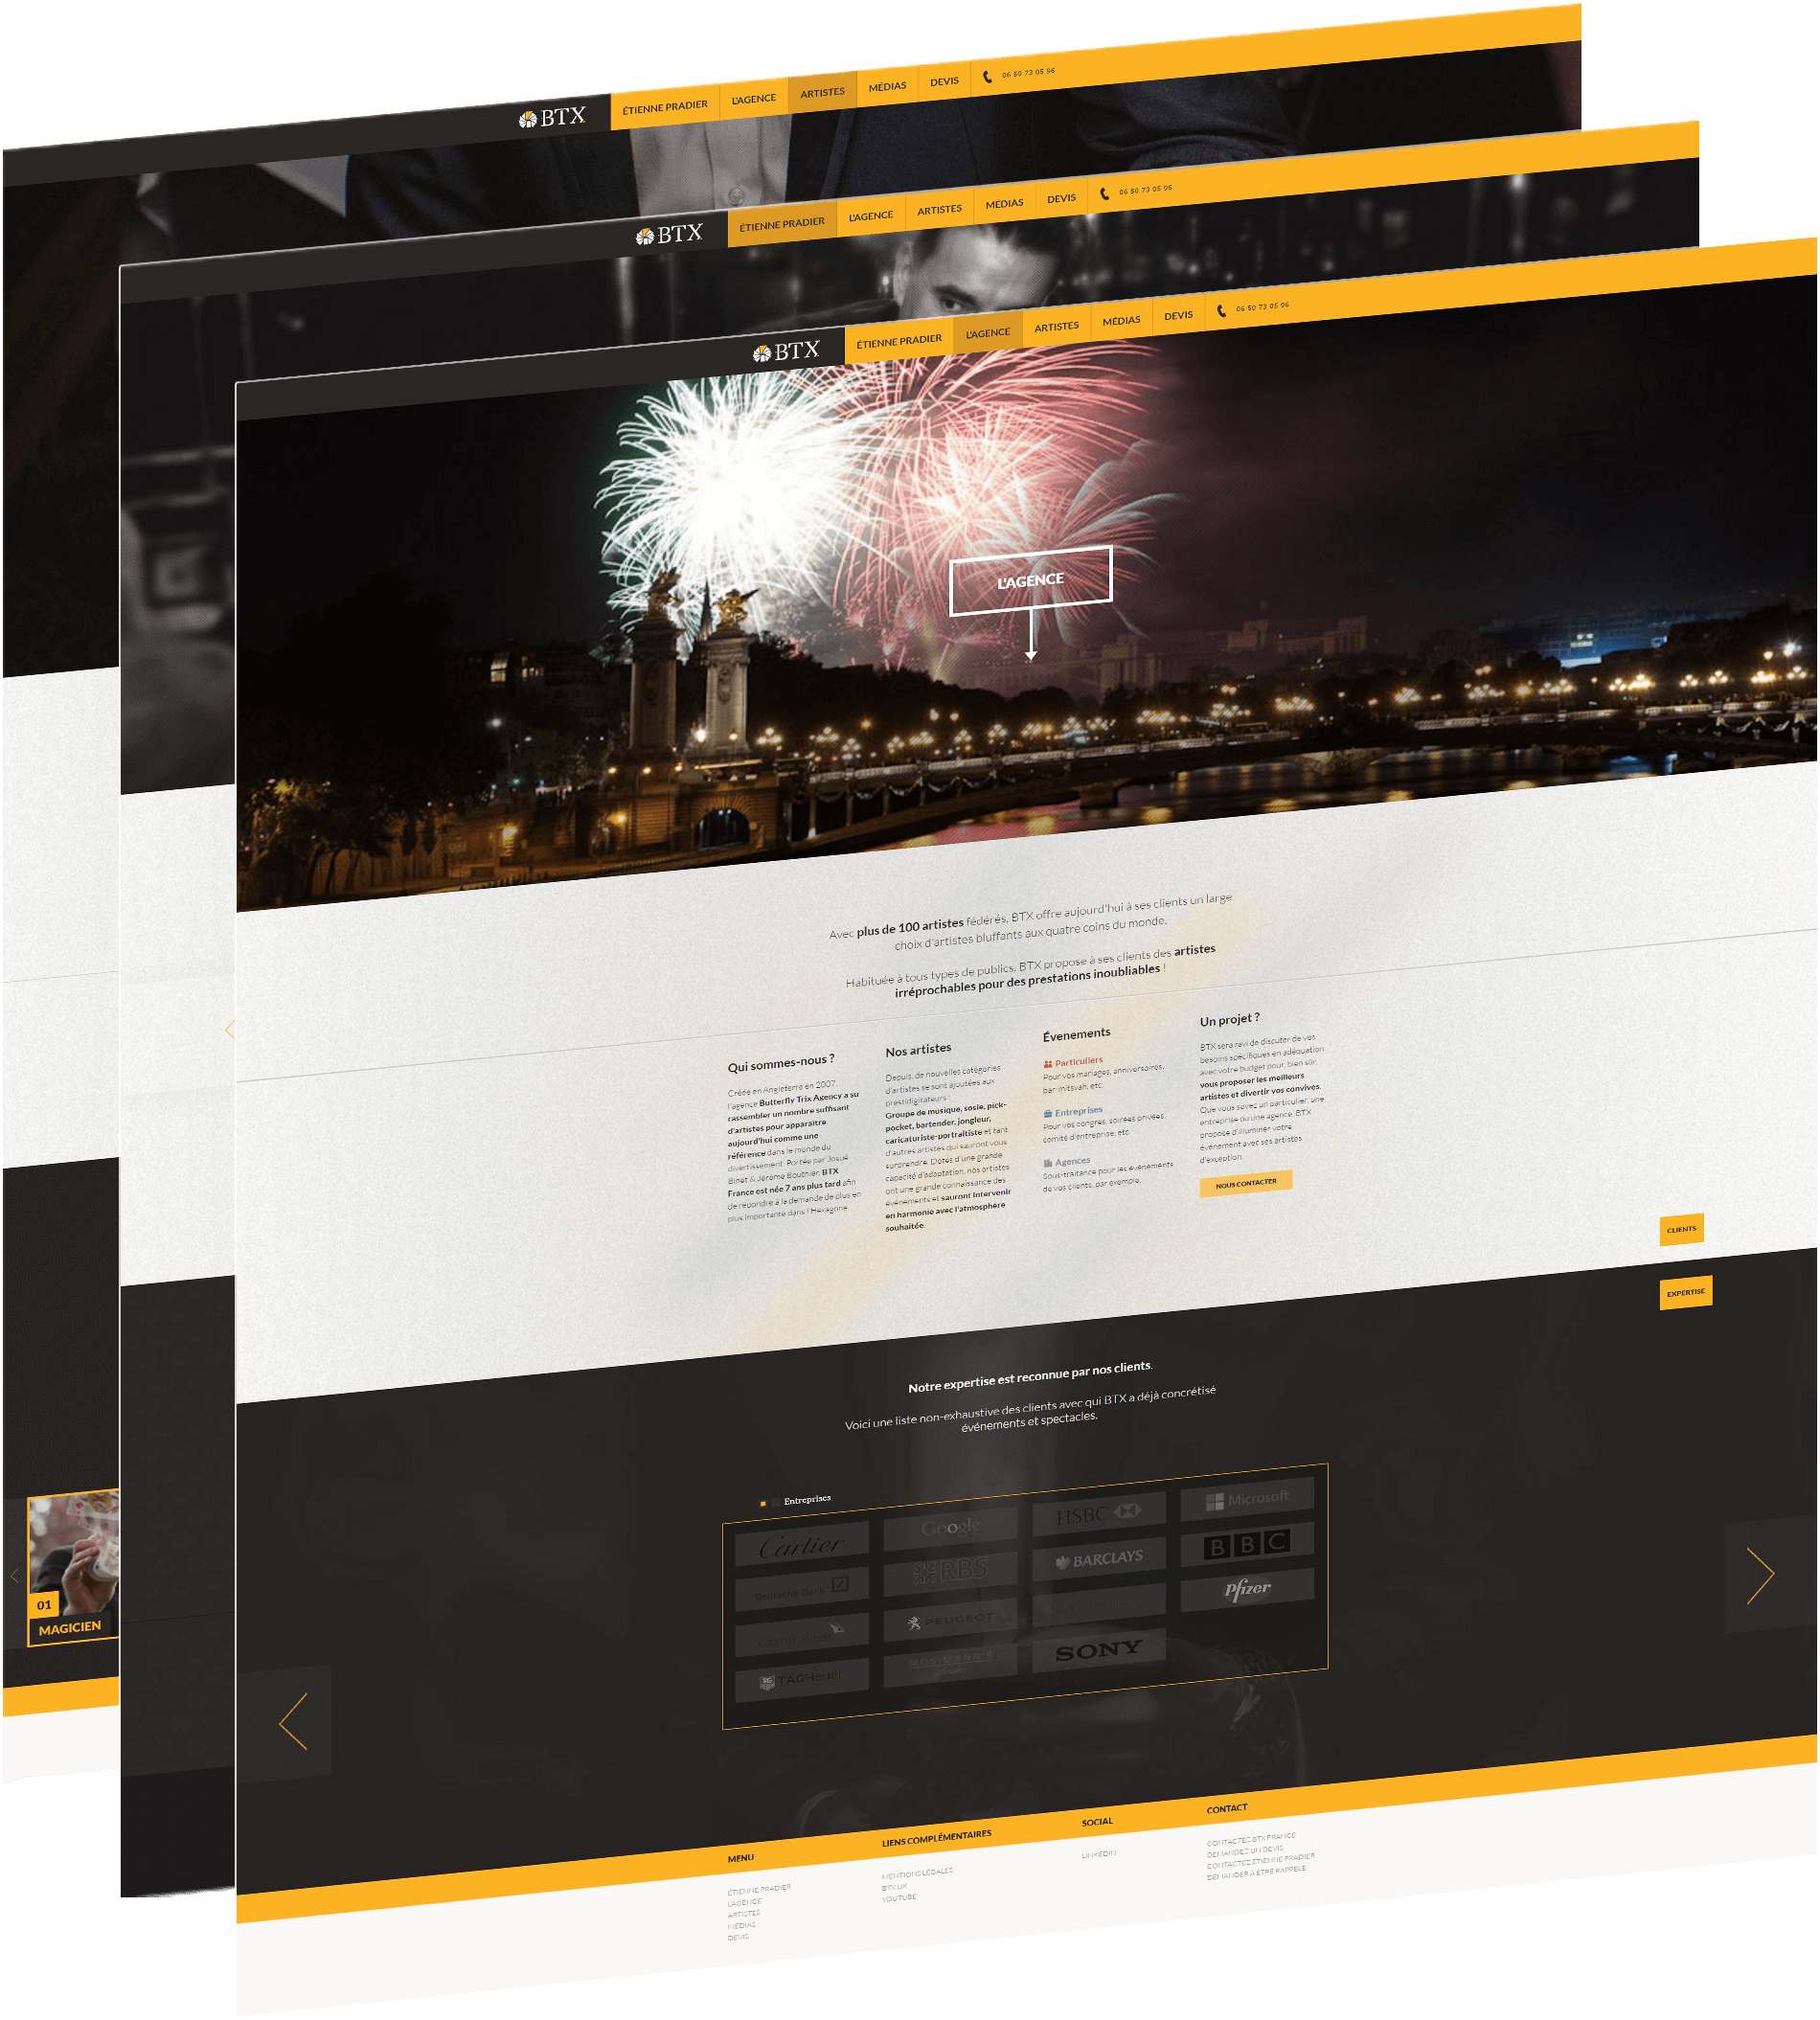 BTX
ÉTIENNE PRADIER
L'AGENCE
ARTISTES
MÉDIAS
DEVIS
06 50 73 05 96
BTX
ÉTIENNE PRADIER
L'AGENCE
ARTISTES
MÉDIAS
DEVIS
06 50 73 05 96
BTX
ÉTIENNE PRADIER
L'AGENCE
ARTISTES
MÉDIAS
DEVIS
06 50 73 05 96
L'AGENCE
Avec plus de 100 artistes fédérés, BTX offre aujourd'hui à ses clients un large
choix d'artistes bluffants aux quatre coins du monde.
Habituée à tous types de publics, BTX propose à ses clients des artistes
irréprochables pour des prestations inoubliables !
Qui sommes-nous ?
Créée en Angleterre en 2007,
l'agence Butterfly Trix Agency a su
rassembler un nombre suffisant
d'artistes pour apparaître
aujourd'hui comme une
référence dans le monde du
divertissement. Portée par Josué
Binet & Jérôme Bouthier, BTX
France est née 7 ans plus tard afin
de répondre à la demande de plus en
plus importante dans l'Hexagone.
Nos artistes
Depuis, de nouvelles catégories
d'artistes se sont ajoutées aux
prestidigitateurs :
Groupe de musique, sosie, pick-
pocket, bartender, jongleur,
caricaturiste-portraitiste et tant
d'autres artistes qui sauront vous
surprendre. Dotés d'une grande
capacité d'adaptation, nos artistes
ont une grande connaissance des
événements et sauront intervenir
en harmonie avec l'atmosphère
souhaitée.
Évenements
Particuliers
Pour vos mariages, anniversaires,
bar-mitsvah, etc.
Entreprises
Pour vos congrès, soirées privées,
comité d'entreprise, etc.
Agences
Sous-traitance pour les événements
de vos clients, par exemple.
Un projet ?
BTX sera ravi de discuter de vos
besoins spécifiques en adéquation
avec votre budget pour, bien sûr,
vous proposer les meilleurs
artistes et divertir vos convives.
Que vous soyez un particulier, une
entreprise ou une agence, BTX
propose d'illuminer votre
événement avec ses artistes
d'exception.
NOUS CONTACTER
CLIENTS
EXPERTISE
Notre expertise est reconnue par nos clients.
Voici une liste non-exhaustive des clients avec qui BTX a déjà concrétisé
événements et spectacles.
Entreprises
Cartier
Google
HSBC
Microsoft
Deutsche Bank
RBS
BARCLAYS
BBC
CREDIT SUISSE
PEUGEOT
Pfizer
TAGHeuer
MOSIMANN'S
London
SONY
01
MAGICIEN
MENU
ÉTIENNE PRADIER
L'AGENCE
ARTISTES
MÉDIAS
DEVIS
LIENS COMPLÉMENTAIRES
MENTIONS LÉGALES
BTX UK
YOUTUBE
SOCIAL
LINKEDIN
CONTACT
CONTACTEZ BTX FRANCE
DEMANDEZ UN DEVIS
CONTACTEZ ÉTIENNE PRADIER
DEMANDER À ÊTRE RAPPELÉ